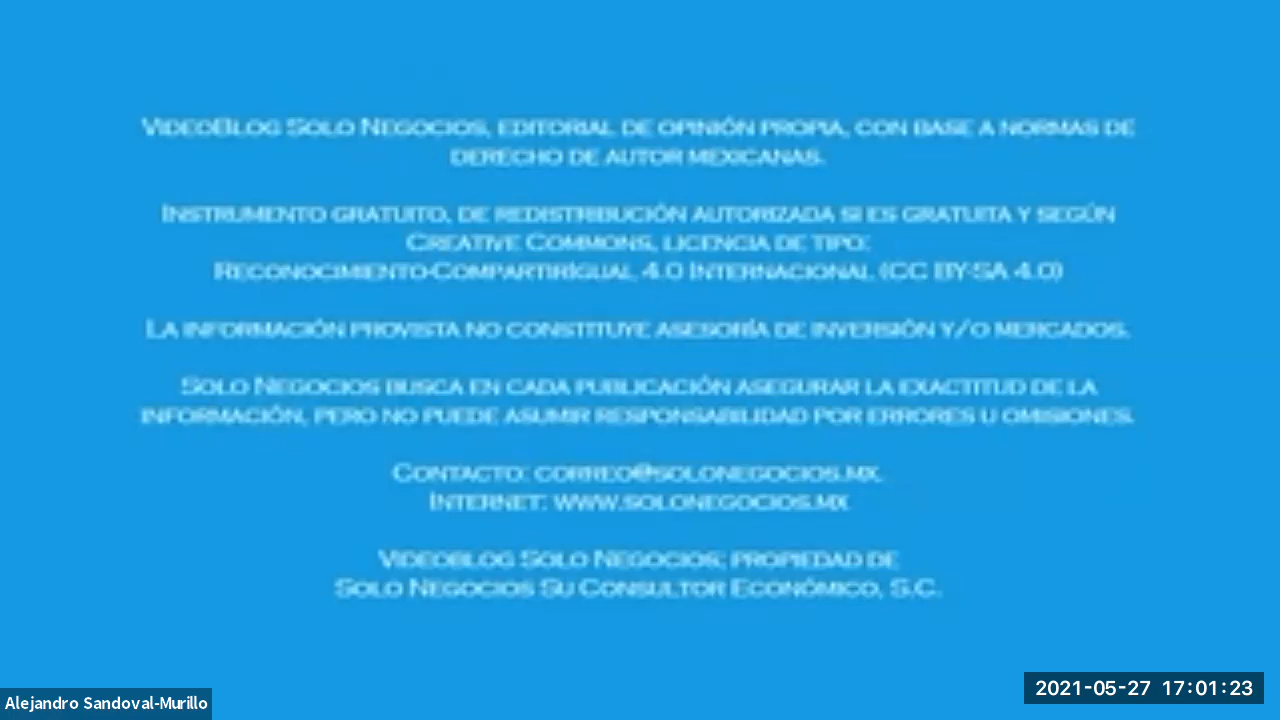 VIDEOBLOG SOLO NEGOCIOS, EDITORIAL DE OPINIÓN PROPIA, CON BASE A NORMAS DE
DERECHO DE AUTOR MEXICANAS.
INSTRUMENTO GRATUITO, DE REDISTRIBUCIÓN AUTORIZADA SI ES GRATUITA Y SEGÚN
CREATIVE COMMONS, LICENCIA DE TIPO:
RECONOCIMIENTO-COMPARTIRIGUAL 4.0 INTERNACIONAL (CC BY-SA 4.0)
LA INFORMACIÓN PROVISTA NO CONSTITUYE ASESORÍA DE INVERSIÓN Y/O MERCADOS.
SOLO NEGOCIOS BUSCA EN CADA PUBLICACIÓN ASEGURAR LA EXACTITUD DE LA
INFORMACIÓN, PERO NO PUEDE ASUMIR RESPONSABILIDAD POR ERRORES U OMISIONES.
CONTACTO: CORREO@SOLONEGOCIOS.MX.
INTERNET: WWW.SOLONEGOCIOS.MX
VIDEOBLOG SOLO NEGOCIOS; PROPIEDAD DE
SOLO NEGOCIOS SU CONSULTOR ECONÓMICO, S.C.
Alejandro Sandoval-Murillo
2021-05-27 17:01:23